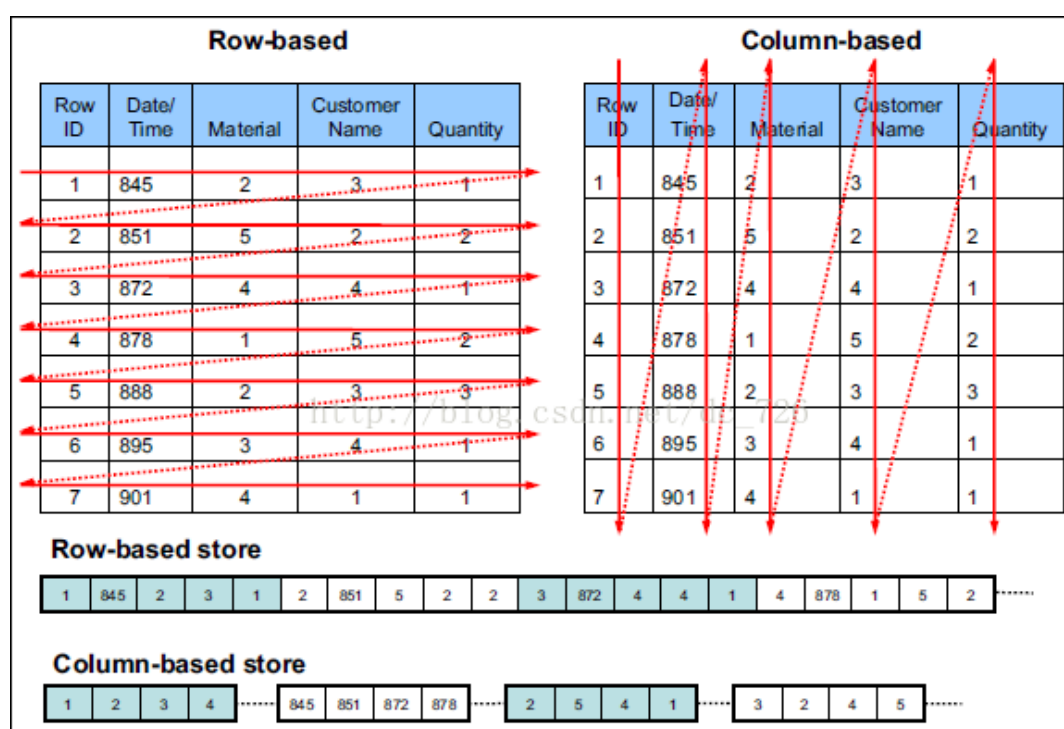 Row-based
Row ID Date/ Time Material Customer Name Quantity
1 845 2 3 1
2 851 5 2 2
3 872 4 4 1
4 878 1 5 2
5 888 2 3 3
6 895 3 4 1
7 901 4 1 1
Column-based
Row ID Date/ Time Material Customer Name Quantity
1 845 2 3 1
2 851 5 2 2
3 872 4 4 1
4 878 1 5 2
5 888 2 3 3
6 895 3 4 1
7 901 4 1 1
Row-based store
1 845 2 3 1 2 851 5 2 2 3 872 4 4 1 4 878 1 5 2
Column-based store
1 2 3 4 845 851 872 878 2 5 4 1 3 2 4 5